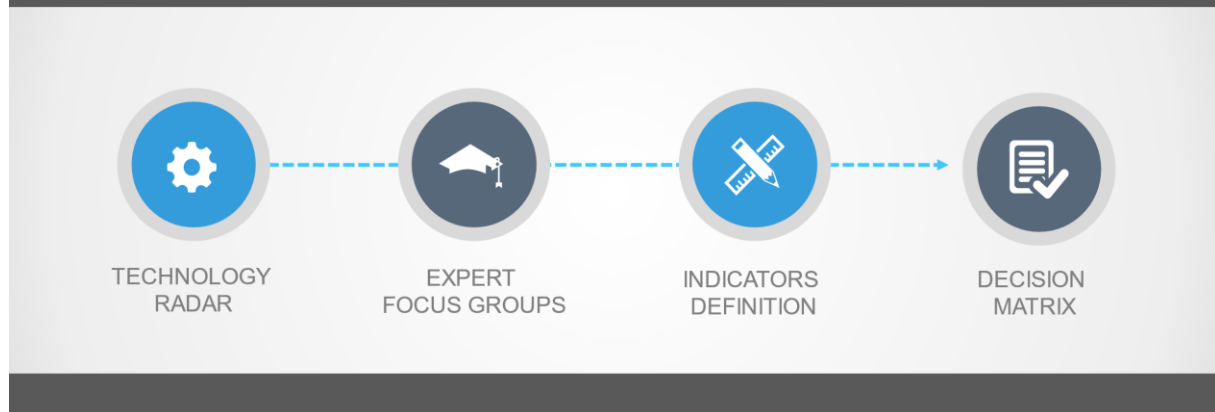 TECHNOLOGY
RADAR
EXPERT
FOCUS GROUPS
INDICATORS
DEFINITION
DECISION
MATRIX